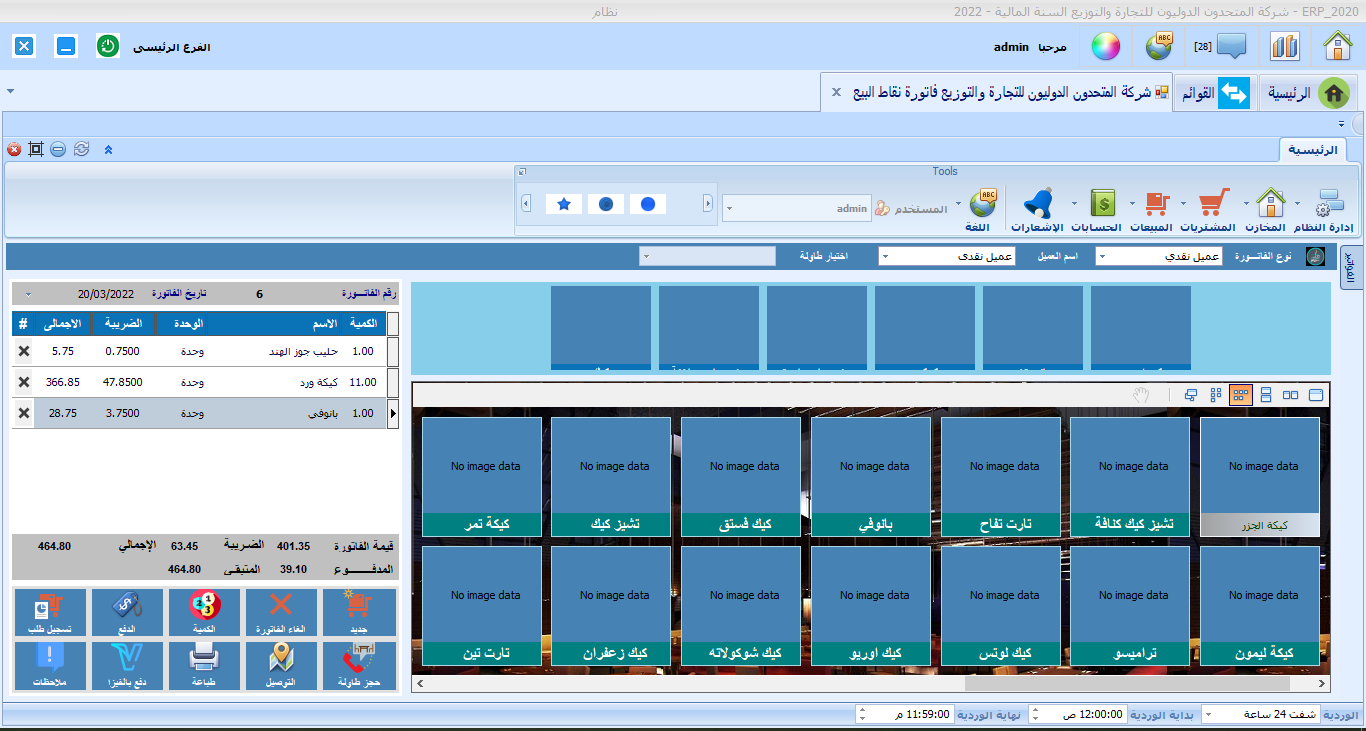 ERP_2020 - شركة المتحدون الدوليون للتجارة والتوزيع السنة المالية - 2022
نظام
[28]
ABC
مرحبا admin
الفرع الرئيسى
الرئيسية
القوائم
شركة المتحدون الدوليون للتجارة والتوزيع فاتورة نقاط البيع x
الرئيسية
Tools
إدارة النظام
المخازن
المشتريات
المبيعات
الحسابات
الإشعارات
اللغة
المستخدم admin
الفواتير
نوع الفاتــورة عميل نقدي
اسم العميل عميل نقدى
اختيار طاولة
رقم الفاتـــورة 6 تاريخ الفاتورة 20/03/2022
الكمية الاسم الوحدة الضريبة الاجمالى #
1.00 حليب جوز الهند وحدة 0.7500 5.75
11.00 كيكة ورد وحدة 47.8500 366.85
1.00 بانوفي وحدة 3.7500 28.75
No image data No image data No image data No image data No image data No image data No image data
كيكة الجزر تشيز كيك كنافة تارت تفاح بانوفي كيك فستق تشيز كيك كيكة تمر
No image data No image data No image data No image data No image data No image data No image data
كيكة ليمون تراميسو كيك لوتس كيك اوريو كيك شوكولاته كيك زعفران تارت تين
قيمة الفاتورة 401.35 الضريبة 63.45 الإجمالي 464.80
المدفـــــوع 39.10 المتبقى 464.80
جديد الغاء الفاتورة الكمية الدفع تسجيل طلب
حجز طاولة التوصيل طباعة دفع بالفيزا ملاحظات
الوردية شفت 24 ساعة بداية الوردية 12:00:00 ص نهاية الوردية 11:59:00 م